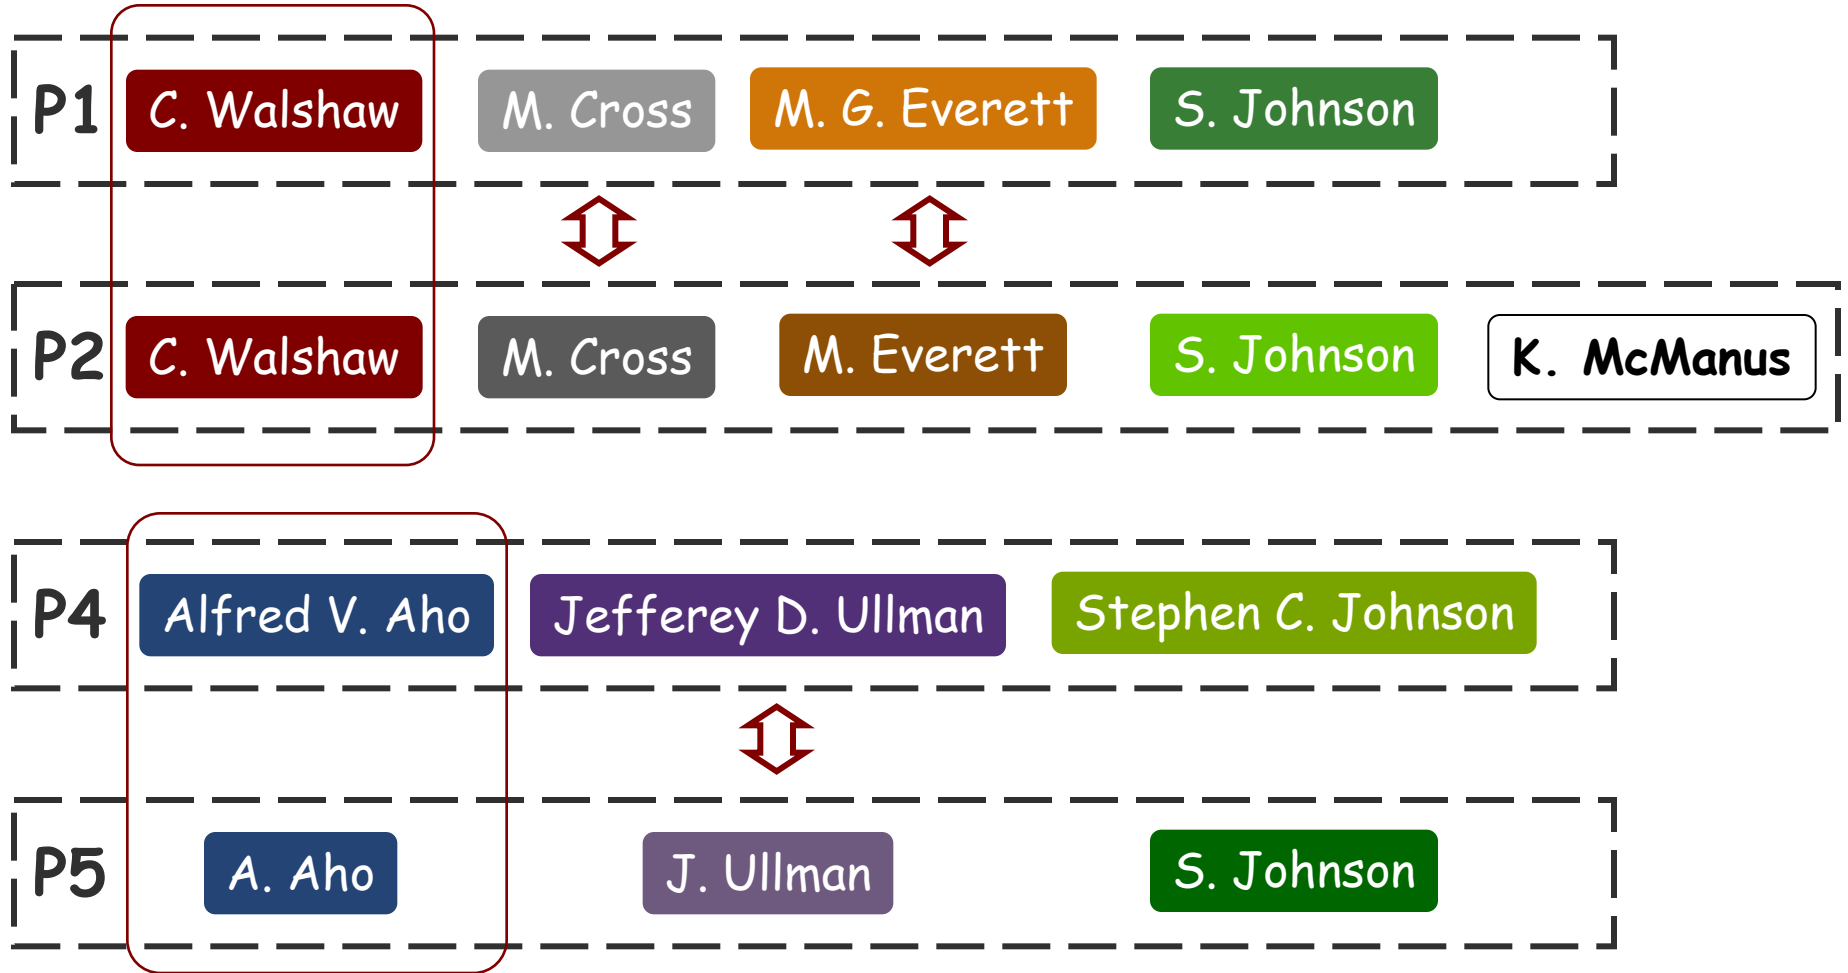 P1 C. Walshaw M. Cross M. G. Everett S. Johnson
P2 C. Walshaw M. Cross M. Everett S. Johnson K. McManus
P4 Alfred V. Aho Jefferey D. Ullman Stephen C. Johnson
P5 A. Aho J. Ullman S. Johnson